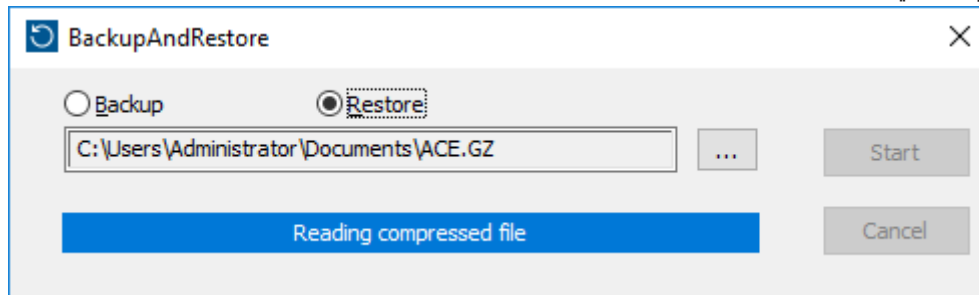 BackupAndRestore
Backup Restore
C:\Users\Administrator\Documents\ACE.GZ ... Start
Reading compressed file Cancel